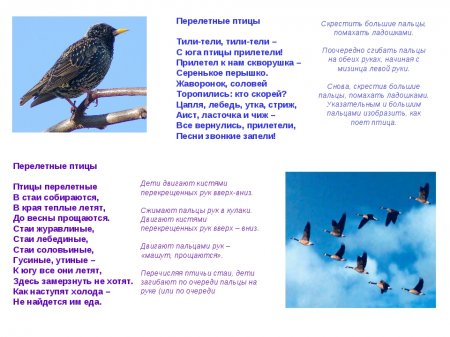 Перелетные птицы
Тили-тели, тили-тели –
С юга птицы прилетели!
Прилетел к нам скворушка –
Серенькое перышко.
Жаворонок, соловей
Торопились: кто скорей?
Цапля, лебедь, утка, стриж,
Аист, ласточка и чиж –
Все вернулись, прилетели,
Песни звонкие запели!
Скрестить большие пальцы,
помахать ладошками.
Поочередно сгибать пальцы
на обеих руках, начиная с
мизинца левой руки.
Снова, скрестив большие
пальцы, помахать ладошками.
Указательным и большим
пальцами изобразить, как
поет птица.
Перелетные птицы
Птицы перелетные
В стаи собираются,
В края теплые летят,
До весны прощаются.
Стаи журавлиные,
Стаи лебединые,
Стаи соловьиные,
Гусиные, утиные –
К югу все они летят,
Здесь замерзнуть не хотят.
Как наступят холода –
Не найдется им еда.
Дети двигают кистями
перекрещенных рук вверх-вниз.
Сжимают пальцы рук в кулаки.
Двигают кистями
перекрещенных рук вверх – вниз.
Двигают пальцами рук –
«машут, прощаются».
Перечисляя птичьи стаи, дети
загибают по очереди пальцы на
руке (или по очереди